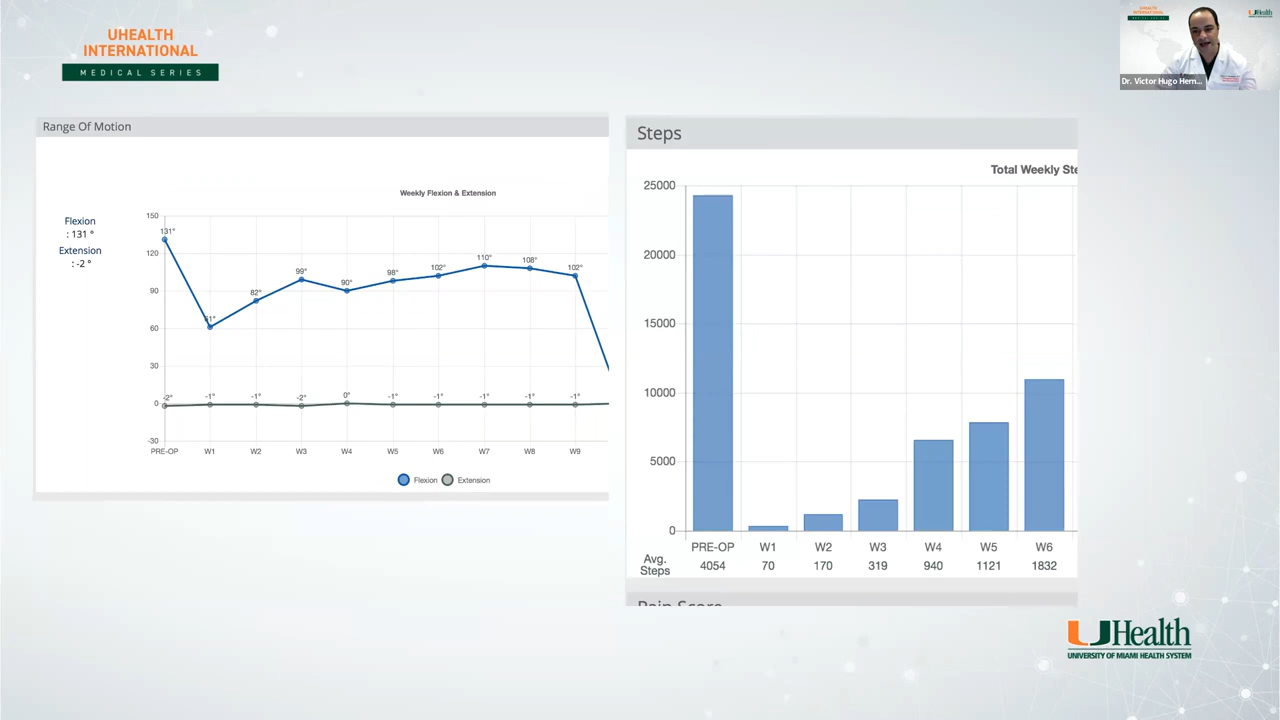 UHEALTH
INTERNATIONAL
MEDICAL SERIES
Dr. Victor Hugo Hern...
Range Of Motion
Weekly Flexion & Extension
Flexion
: 131 °
Extension
: -2 °
150
120
90
60
30
0
-30
131°
61°
82°
99°
90°
98°
102°
110°
108°
102°
-2°
-1°
-1°
-2°
0°
-1°
-1°
-1°
-1°
-1°
PRE-OP W1 W2 W3 W4 W5 W6 W7 W8 W9
Flexion Extension
Steps
Total Weekly Ste
25000
20000
15000
10000
5000
0
PRE-OP W1 W2 W3 W4 W5 W6
Avg.
Steps
4054 70 170 319 940 1121 1832
Pain Score
UHealth
UNIVERSITY OF MIAMI HEALTH SYSTEM